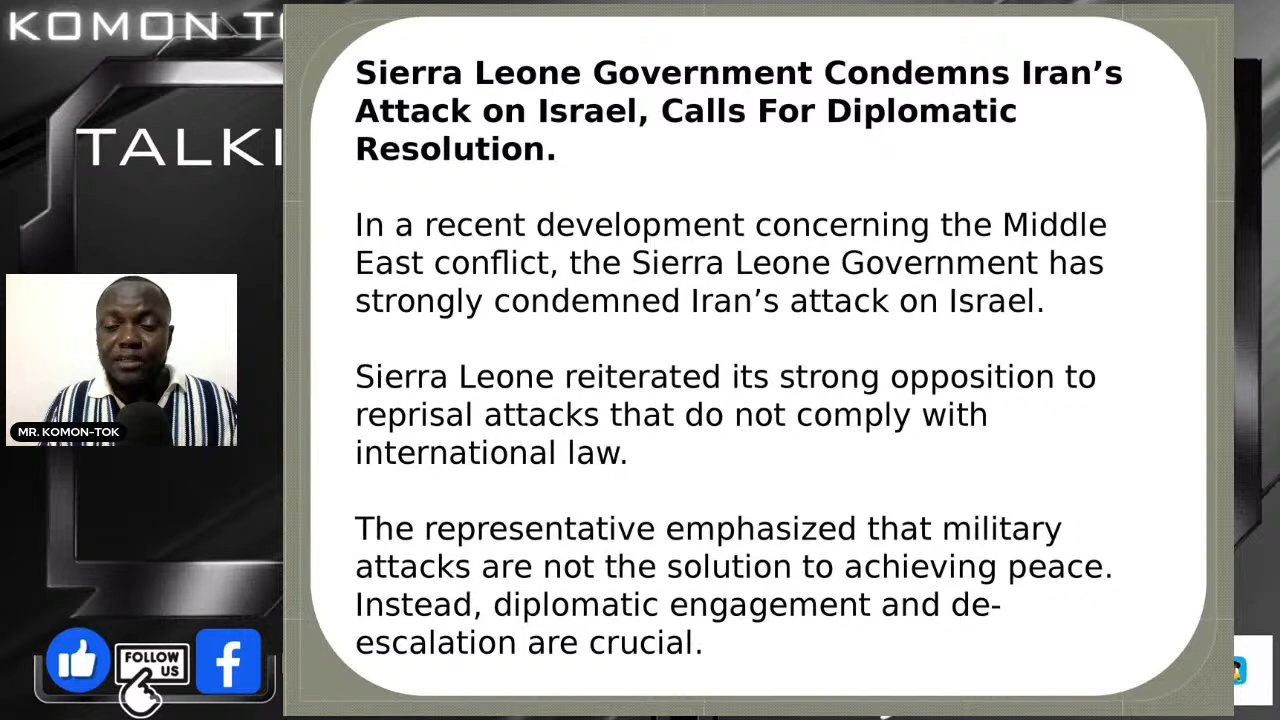 KOMON T
TALKI
Sierra Leone Government Condemns Iran’s
Attack on Israel, Calls For Diplomatic
Resolution.
In a recent development concerning the Middle
East conflict, the Sierra Leone Government has
strongly condemned Iran’s attack on Israel.
Sierra Leone reiterated its strong opposition to
reprisal attacks that do not comply with
international law.
The representative emphasized that military
attacks are not the solution to achieving peace.
Instead, diplomatic engagement and de-
escalation are crucial.
MR. KOMON-TOK
FOLLOW
US